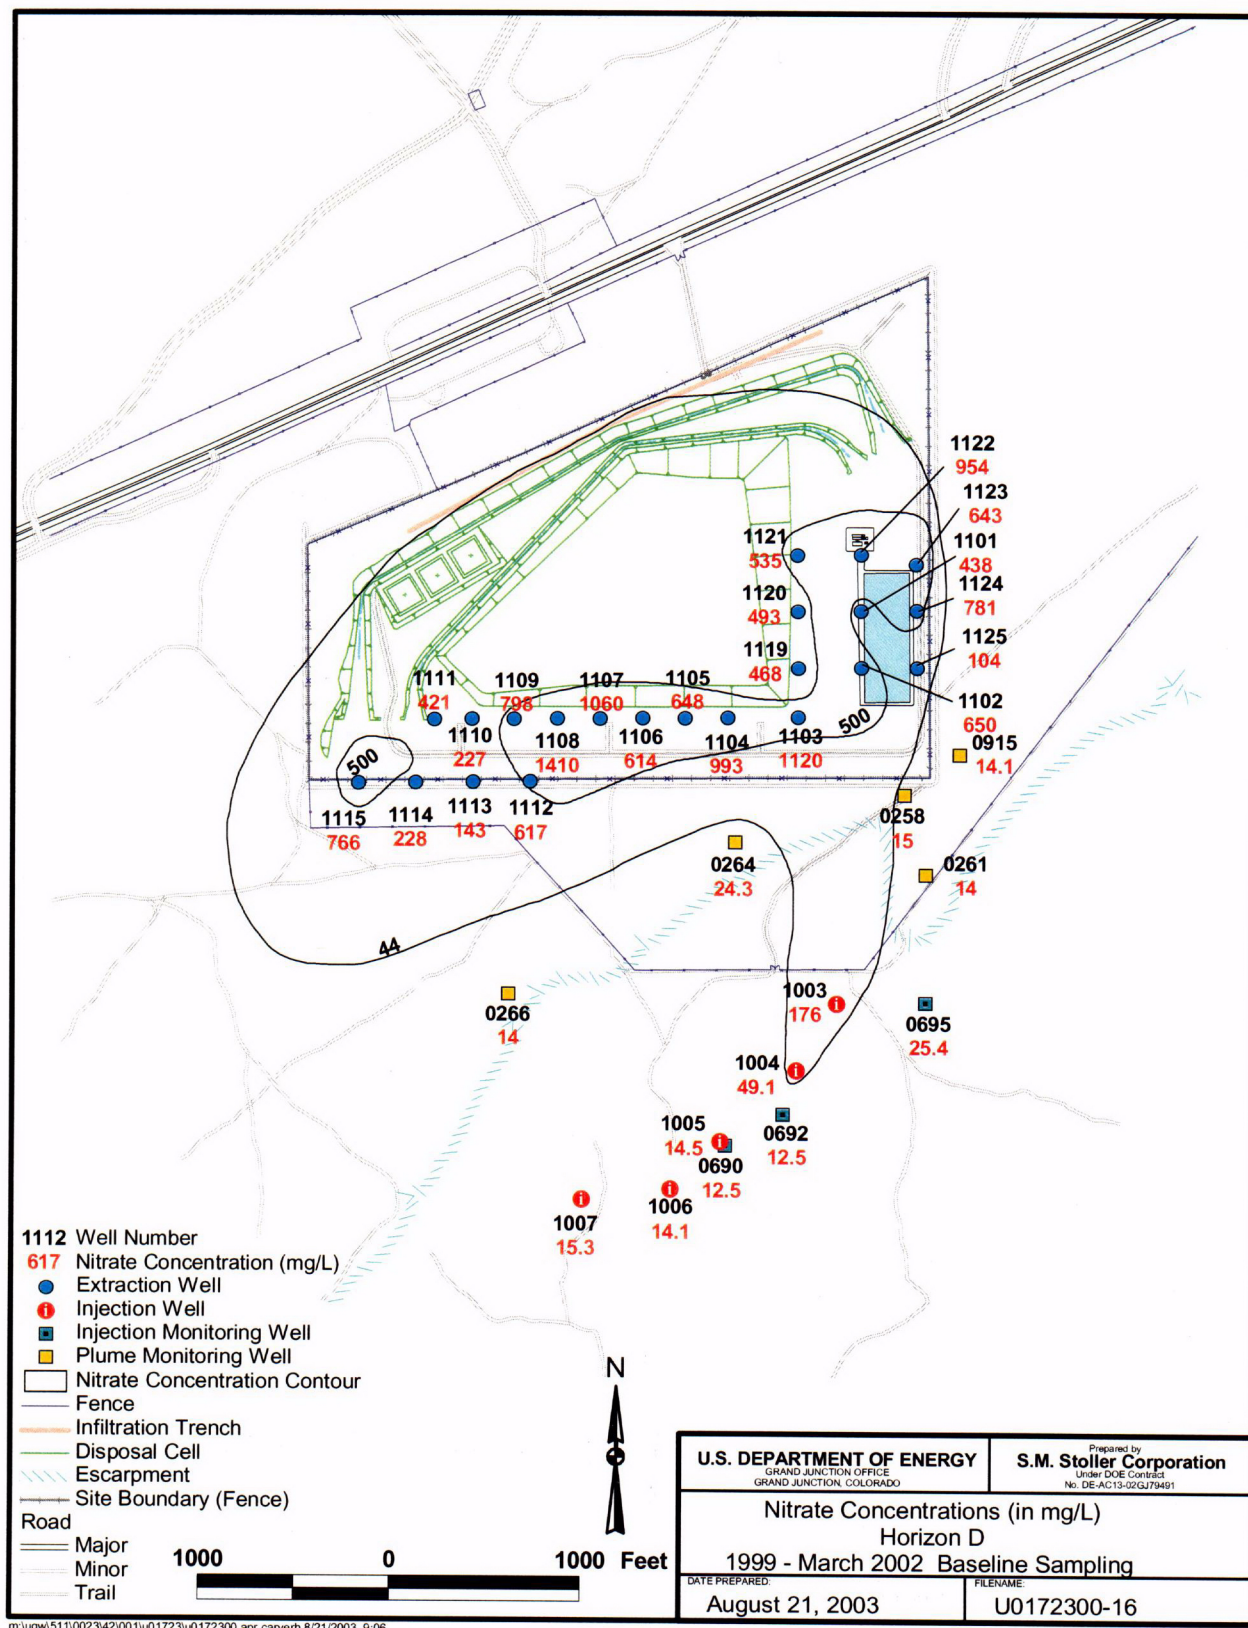 1122
954
1123
643
1101
438
1124
781
1125
104
1102
650
1121
535
1120
493
1119
468
1111
421
1109
798
1107
1060
1105
648
1110
227
1108
1410
1106
614
1104
993
1103
1120
500
0915
14.1
500
1115
766
1114
228
1113
143
1112
617
0258
15
0264
24.3
0261
14
44
0266
14
1003
176
0695
25.4
1004
49.1
1005
14.5
0692
12.5
0690
12.5
1006
14.1
1007
15.3
1112 Well Number
617 Nitrate Concentration (mg/L)
Extraction Well
i Injection Well
Injection Monitoring Well
Plume Monitoring Well
Nitrate Concentration Contour
Fence
Infiltration Trench
Disposal Cell
Escarpment
Site Boundary (Fence)
Road
Major
Minor
Trail
1000 0 1000 Feet
N
U.S. DEPARTMENT OF ENERGY
GRAND JUNCTION OFFICE
GRAND JUNCTION, COLORADO
Prepared by
S.M. Stoller Corporation
Under DOE Contract
No. DE-AC13-02GJ79491
Nitrate Concentrations (in mg/L)
Horizon D
1999 - March 2002 Baseline Sampling
DATE PREPARED:
August 21, 2003
FILENAME:
U0172300-16